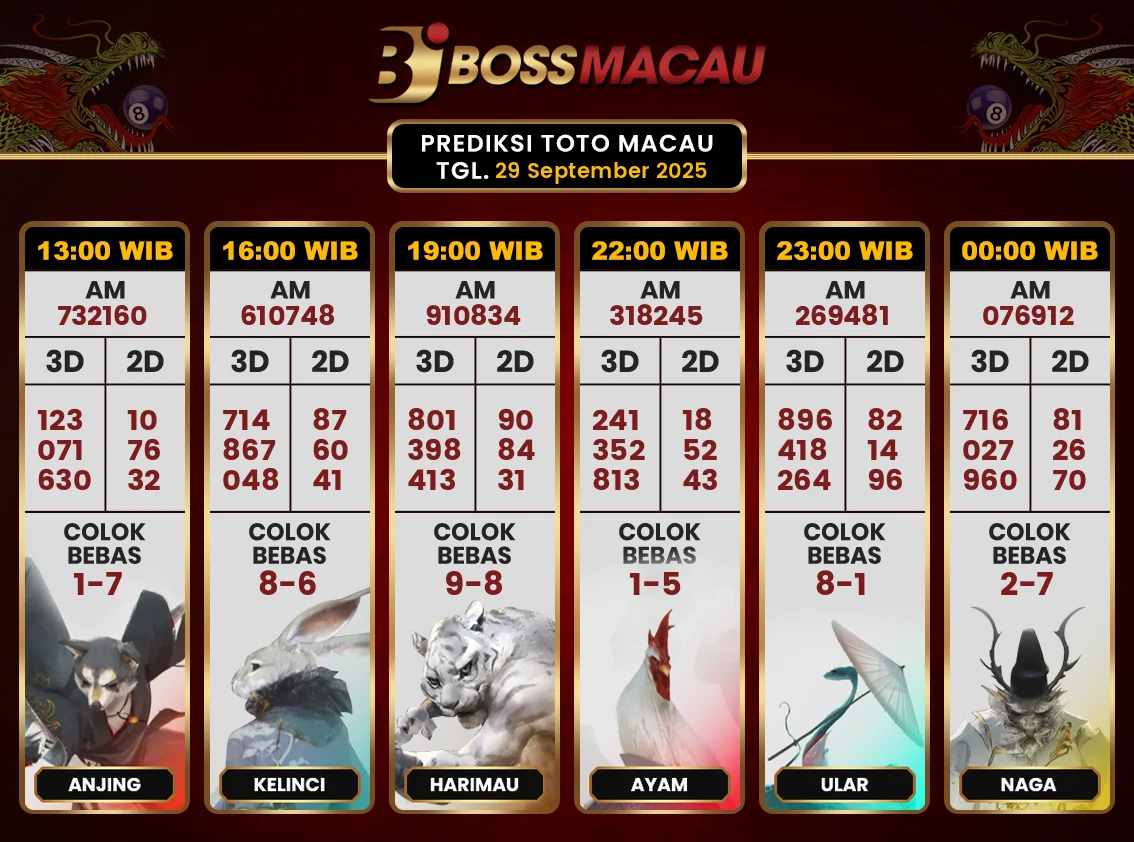 BOSSMACAU
PREDIKSI TOTO MACAU
TGL. 29 September 2025
13:00 WIB
AM
732160
3D 2D
123 10
071 76
630 32
COLOK
BEBAS
1-7
ANJING
16:00 WIB
AM
610748
3D 2D
714 87
867 60
048 41
COLOK
BEBAS
8-6
KELINCI
19:00 WIB
AM
910834
3D 2D
801 90
398 84
413 31
COLOK
BEBAS
9-8
HARIMAU
22:00 WIB
AM
318245
3D 2D
241 18
352 52
813 43
COLOK
BEBAS
1-5
AYAM
23:00 WIB
AM
269481
3D 2D
896 82
418 14
264 96
COLOK
BEBAS
8-1
ULAR
00:00 WIB
AM
076912
3D 2D
716 81
027 26
960 70
COLOK
BEBAS
2-7
NAGA
8
8